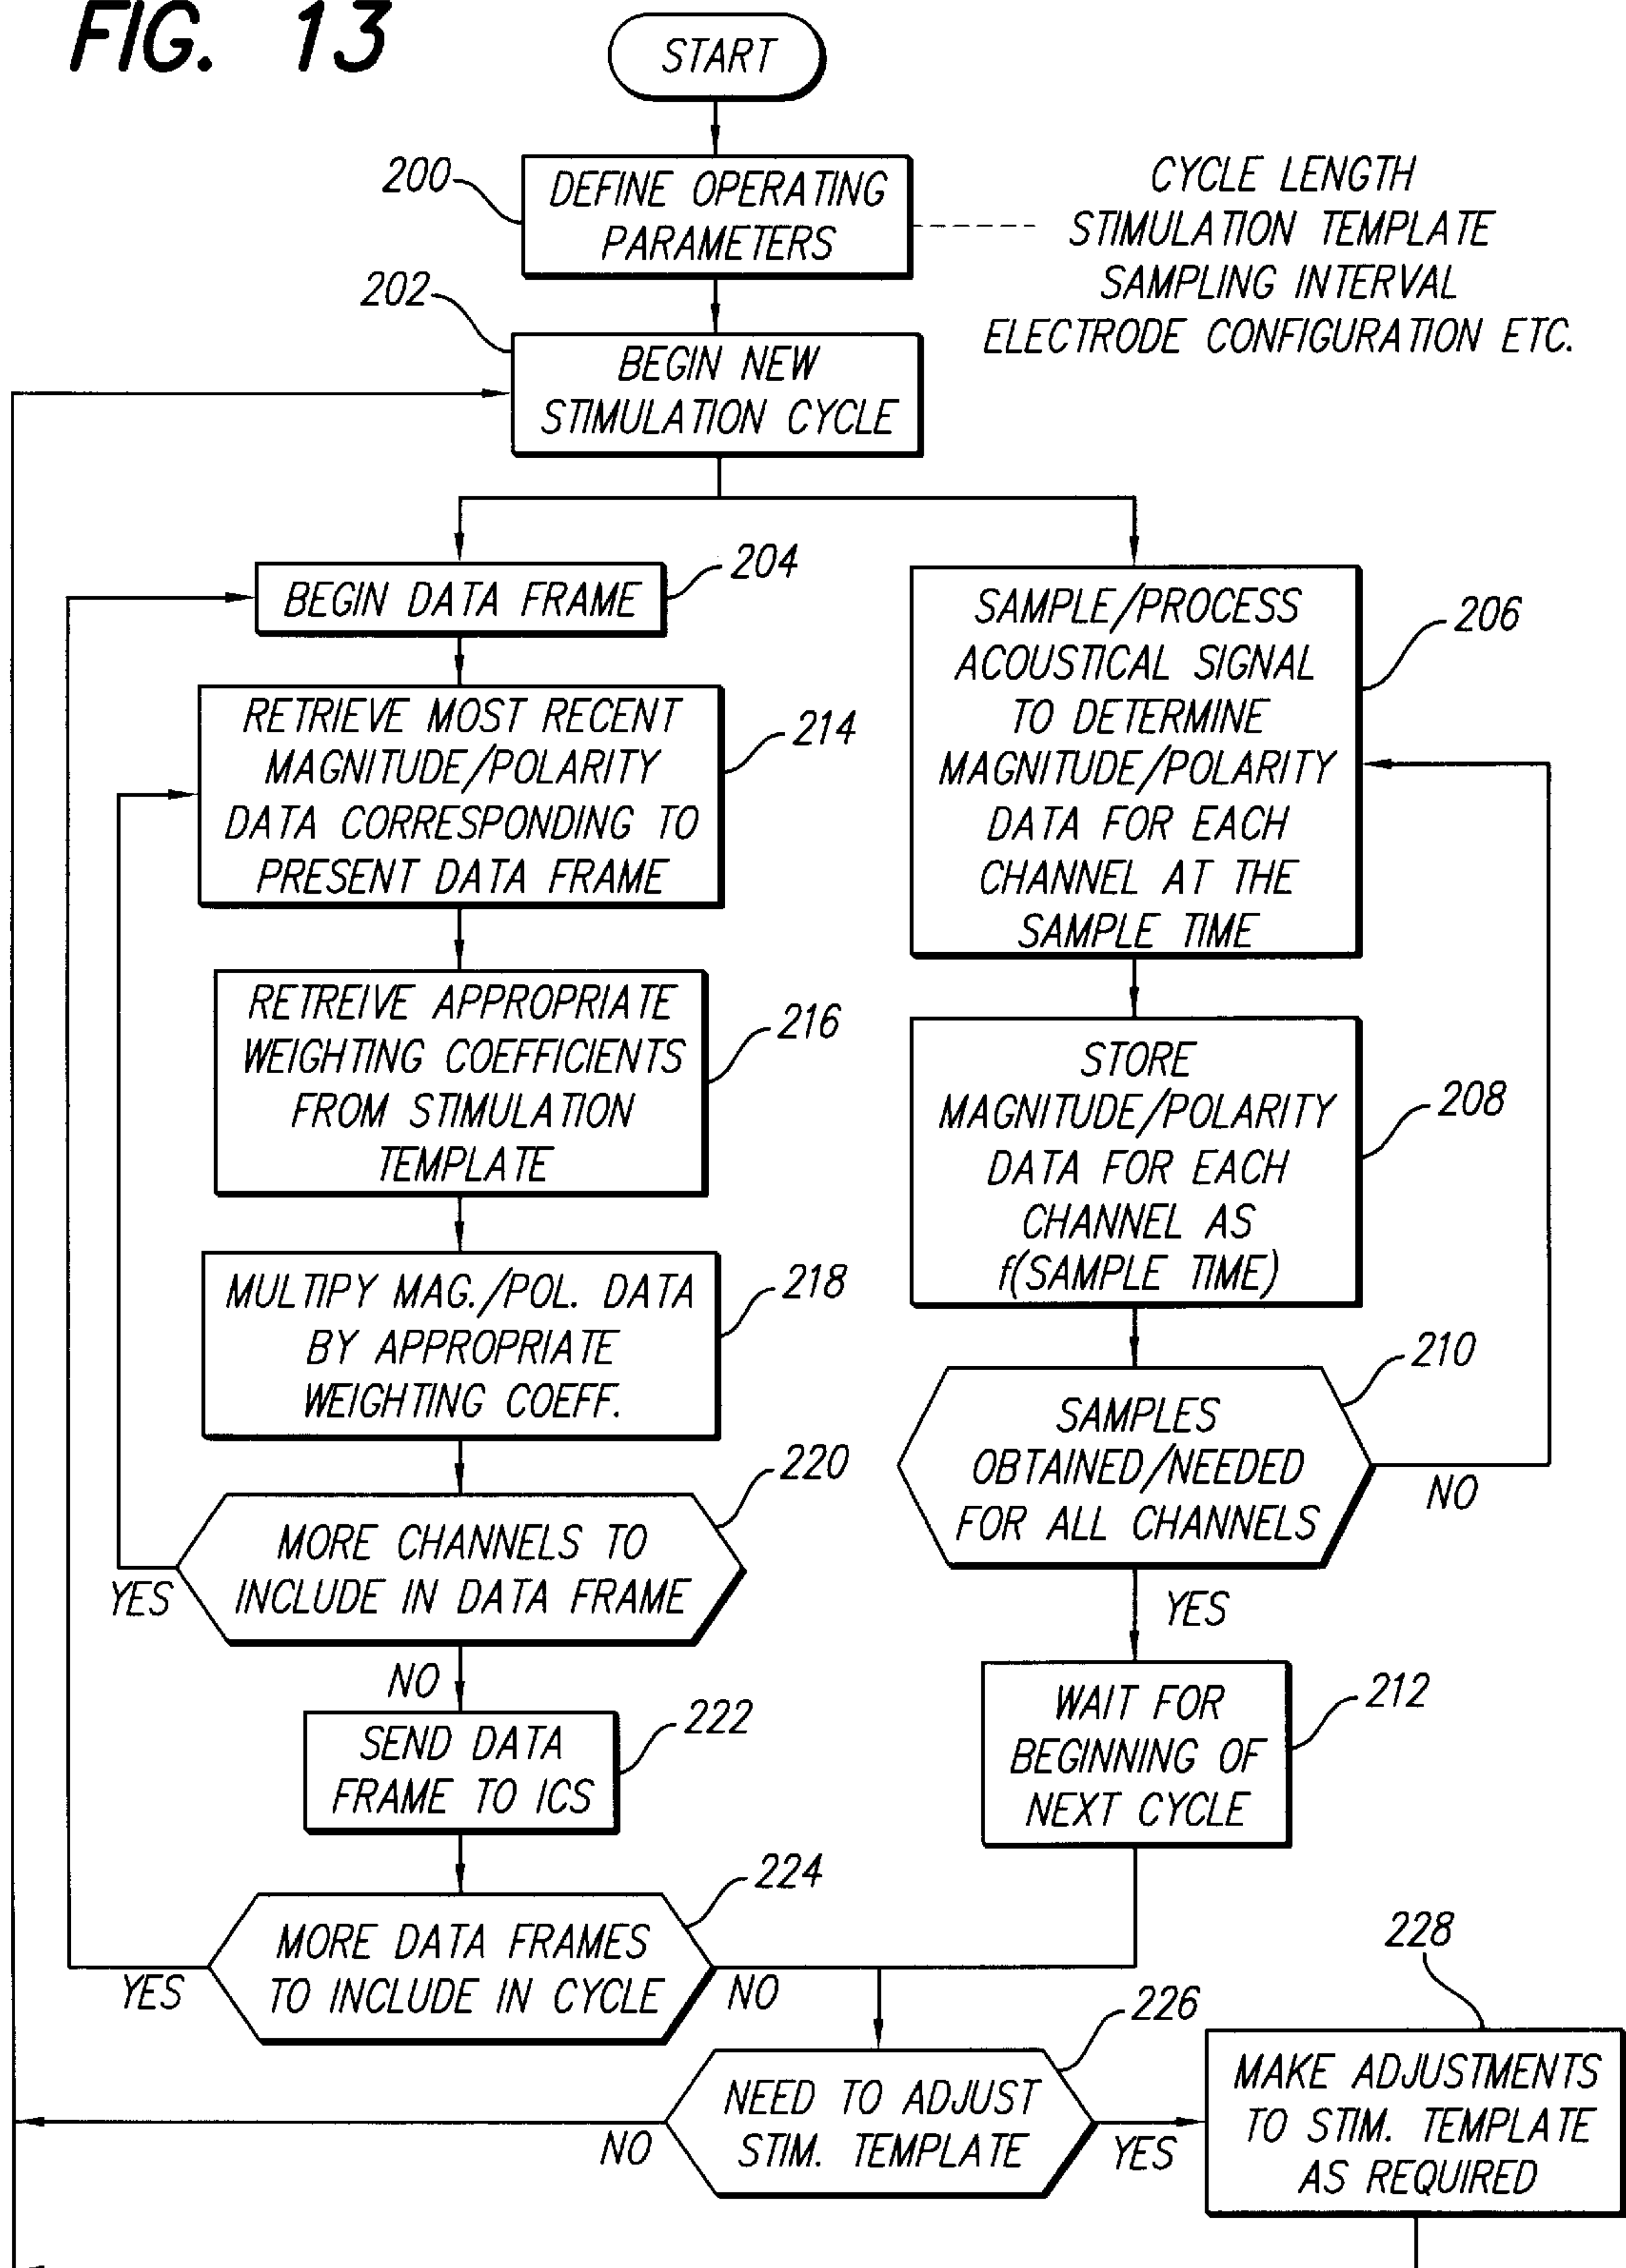 FIG. 13
START
200
DEFINE OPERATING
PARAMETERS
CYCLE LENGTH
STIMULATION TEMPLATE
SAMPLING INTERVAL
ELECTRODE CONFIGURATION ETC.
202
BEGIN NEW
STIMULATION CYCLE
BEGIN DATA FRAME
204
RETRIEVE MOST RECENT
MAGNITUDE/POLARITY
DATA CORRESPONDING TO
PRESENT DATA FRAME
214
RETREIVE APPROPRIATE
WEIGHTING COEFFICIENTS
FROM STIMULATION
TEMPLATE
216
MULTIPY MAG./POL. DATA
BY APPROPRIATE
WEIGHTING COEFF.
218
220
MORE CHANNELS TO
INCLUDE IN DATA FRAME
YES
NO
SEND DATA
FRAME TO ICS
222
224
MORE DATA FRAMES
TO INCLUDE IN CYCLE
YES
NO
SAMPLE/PROCESS
ACOUSTICAL SIGNAL
TO DETERMINE
MAGNITUDE/POLARITY
DATA FOR EACH
CHANNEL AT THE
SAMPLE TIME
206
STORE
MAGNITUDE/POLARITY
DATA FOR EACH
CHANNEL AS
f(SAMPLE TIME)
208
210
SAMPLES
OBTAINED/NEEDED
FOR ALL CHANNELS
NO
YES
WAIT FOR
BEGINNING OF
NEXT CYCLE
212
226
NEED TO ADJUST
STIM. TEMPLATE
NO
YES
228
MAKE ADJUSTMENTS
TO STIM. TEMPLATE
AS REQUIRED